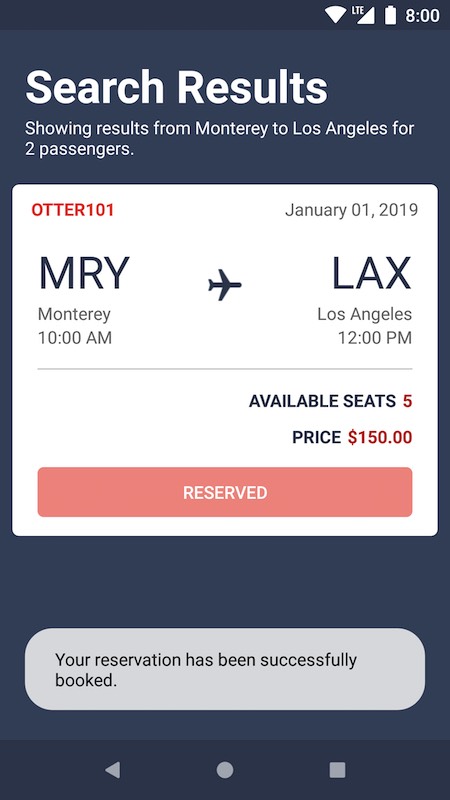 LTE 8:00
Search Results
Showing results from Monterey to Los Angeles for
2 passengers.
OTTER101 January 01, 2019
MRY LAX
Monterey Los Angeles
10:00 AM 12:00 PM
AVAILABLE SEATS 5
PRICE $150.00
RESERVED
Your reservation has been successfully
booked.